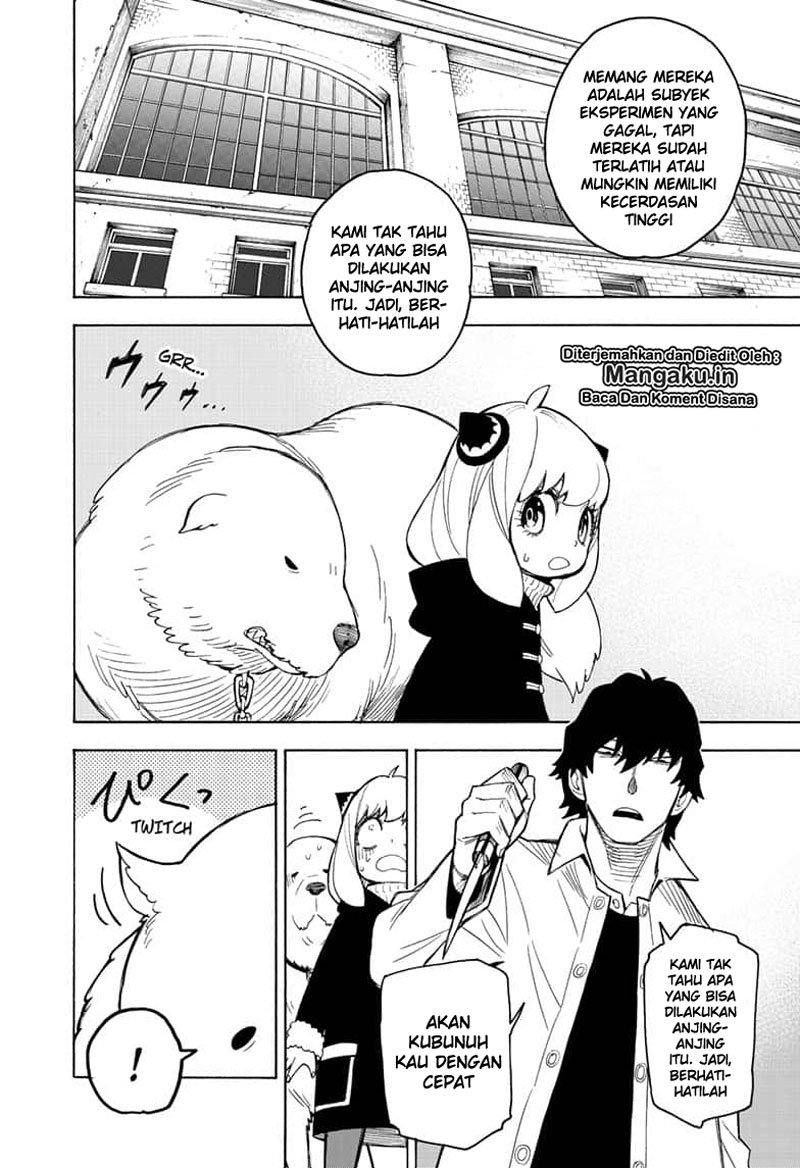 MEMANG MEREKA
ADALAH SUBYEK
EKSPERIMEN YANG
GAGAL, TAPI
MEREKA SUDAH
TERLATIH ATAU
MUNGKIN MEMILIKI
KECERDASAN
TINGGI
KAMI TAK TAHU
APA YANG BISA
DILAKUKAN
ANJING-ANJING
ITU. JADI, BER-
HATI-HATILAH
Diterjemahkan dan Diedit Oleh :
Mangaku.in
Baca Dan Koment Disana
GRR...
ウゥゥ...
KAMI TAK
TAHU APA
YANG BISA
DILAKUKAN
ANJING-
ANJING
ITU. JADI,
BERHATI-
HATILAH
AKAN
KUBUNUH
KAU DENGAN
CEPAT
ぴくっ
TWITCH
!